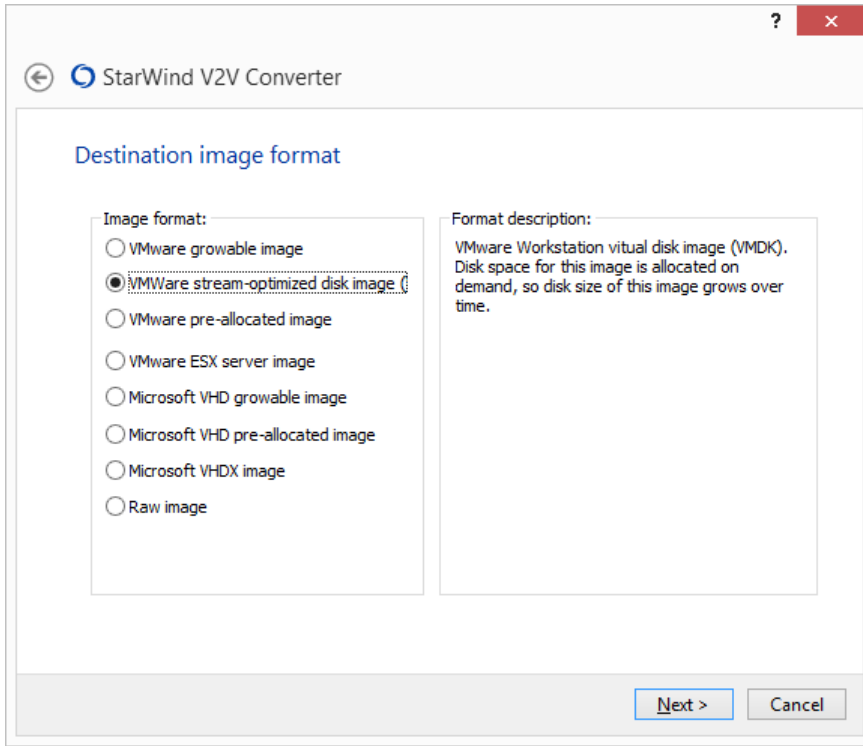 ?
StarWind V2V Converter
Destination image format
Image format:
VMware growable image
VMWare stream-optimized disk image (
VMware pre-allocated image
VMware ESX server image
Microsoft VHD growable image
Microsoft VHD pre-allocated image
Microsoft VHDX image
Raw image
Format description:
VMware Workstation vitual disk image (VMDK).
Disk space for this image is allocated on
demand, so disk size of this image grows over
time.
Next >
Cancel